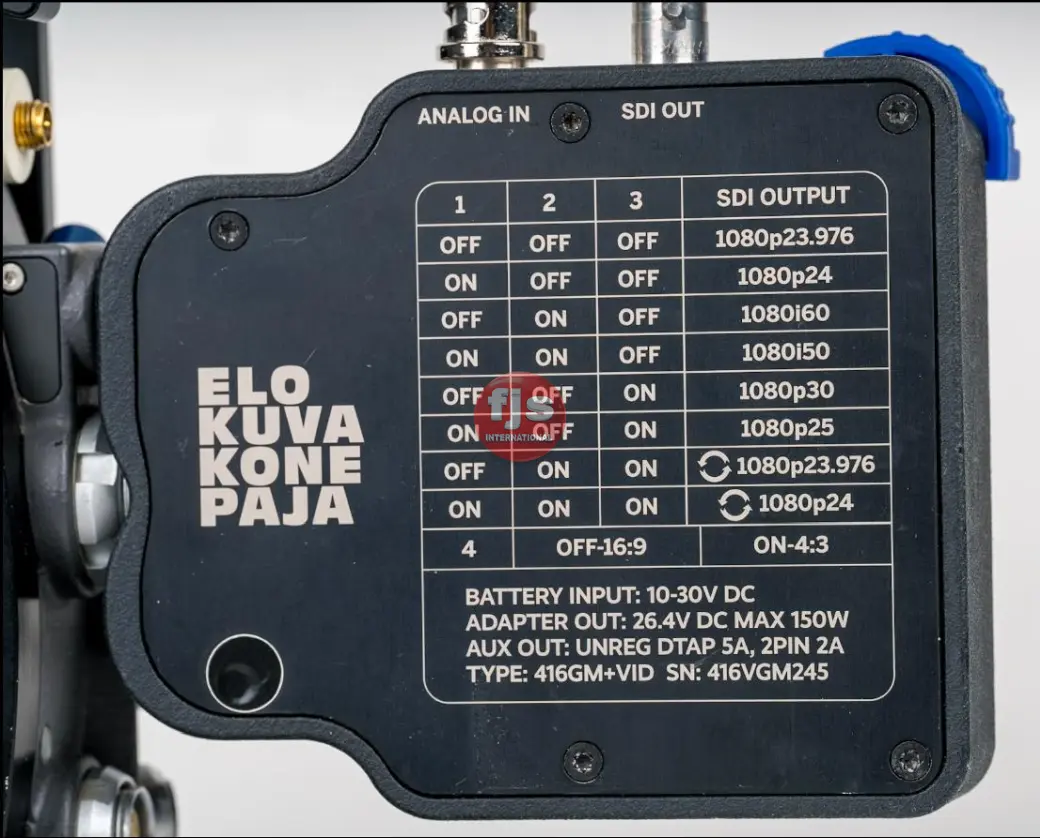 ANALOG IN SDI OUT
1 2 3 SDI OUTPUT
OFF OFF OFF 1080p23.976
ON OFF OFF 1080p24
OFF ON OFF 1080i60
ON ON OFF 1080i50
OFF OFF ON 1080p30
ON OFF ON 1080p25
OFF ON ON 1080p23.976
ON ON ON 1080p24
4 OFF-16:9 ON-4:3
BATTERY INPUT: 10-30V DC
ADAPTER OUT: 26.4V DC MAX 150W
AUX OUT: UNREG DTAP 5A, 2PIN 2A
TYPE: 416GM+VID SN: 416VGM245
ELO
KUVA
KONE
PAJA
fjs
INTERNATIONAL